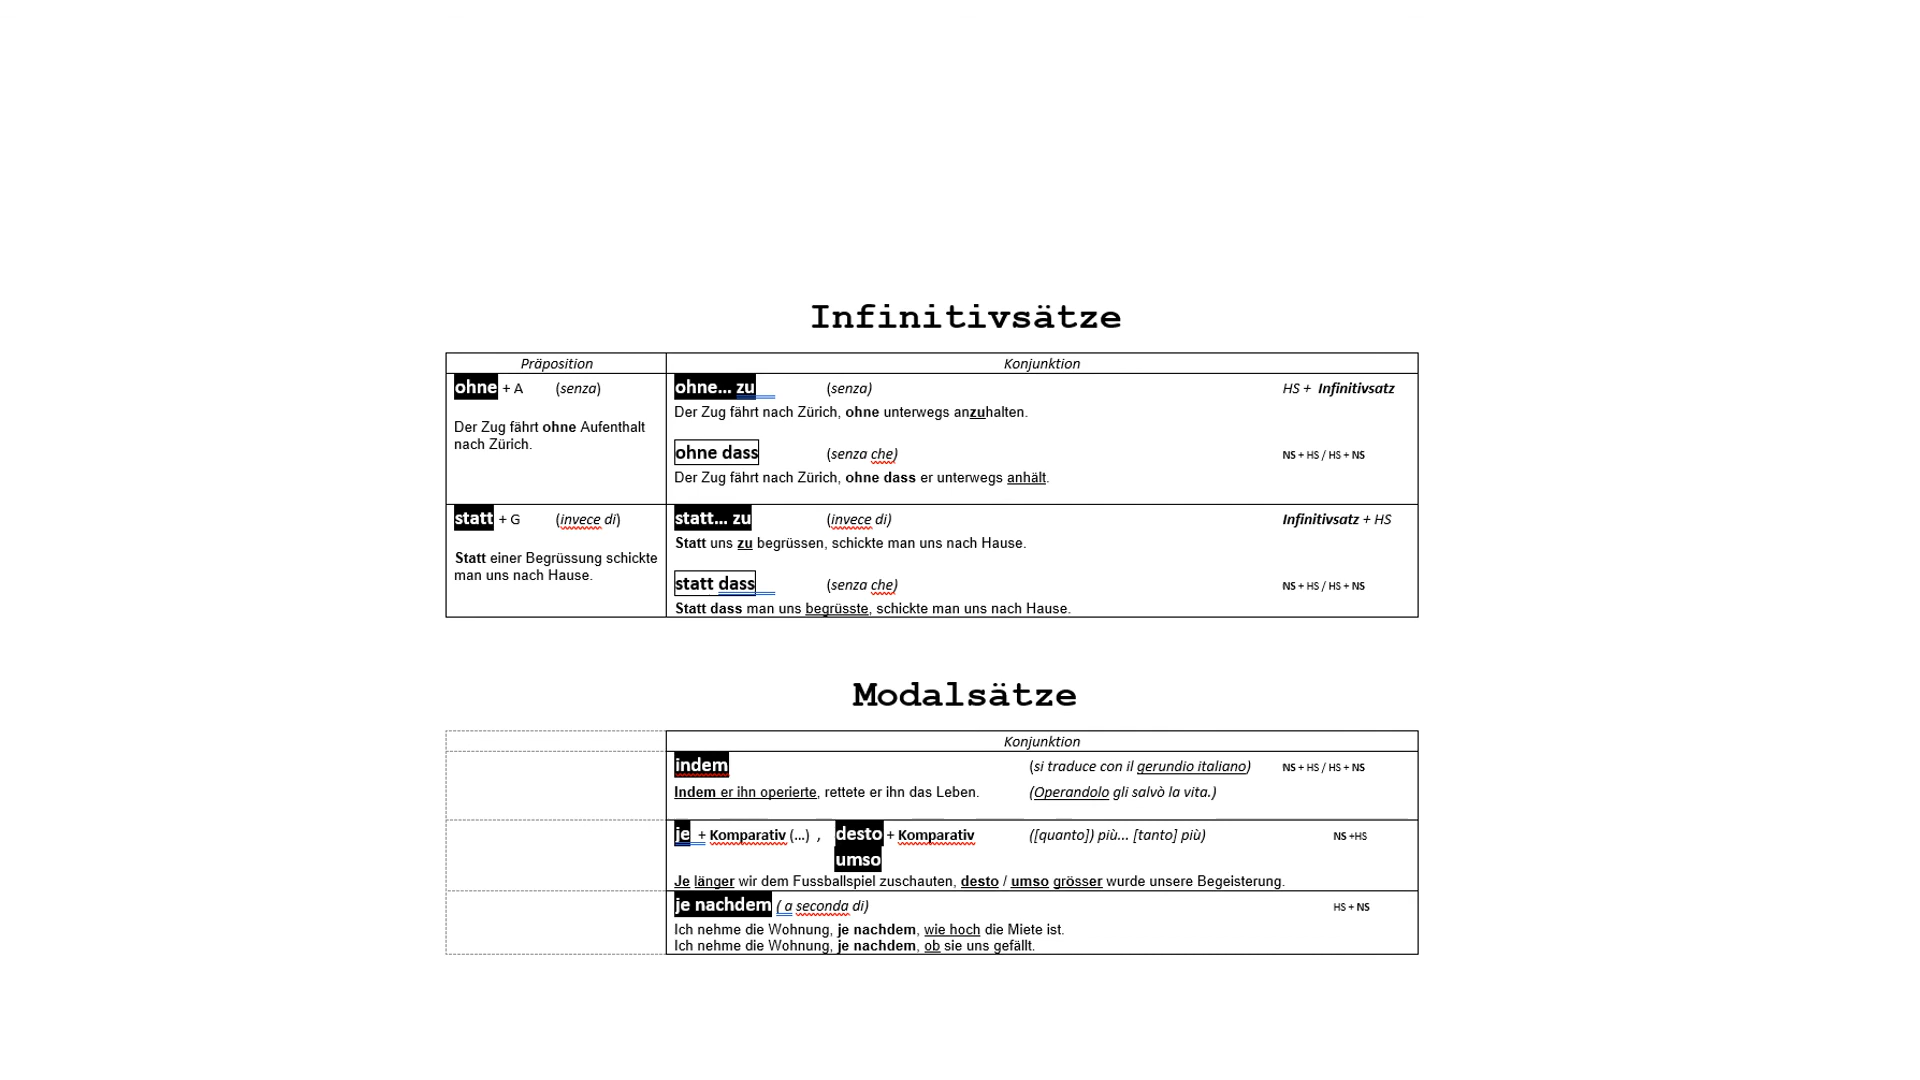 Infinitivsätze
Präposition Konjunktion
ohne + A (senza)
Der Zug fährt ohne Aufenthalt
nach Zürich.
ohne... zu (senza) HS + Infinitivsatz
Der Zug fährt nach Zürich, ohne unterwegs anzuhalten.
ohne dass (senza che) NS + HS / HS + NS
Der Zug fährt nach Zürich, ohne dass er unterwegs anhält.
statt + G (invece di)
Statt einer Begrüssung schickte
man uns nach Hause.
statt... zu (invece di) Infinitivsatz + HS
Statt uns zu begrüssen, schickte man uns nach Hause.
statt dass (senza che) NS + HS / HS + NS
Statt dass man uns begrüsste, schickte man uns nach Hause.
Modalsätze
Konjunktion
indem (si traduce con il gerundio italiano) NS + HS / HS + NS
Indem er ihn operierte, rettete er ihn das Leben. (Operandolo gli salvò la vita.)
je + Komparativ (...) , desto + Komparativ ([quanto]) più... [tanto] più) NS +HS
umso
Je länger wir dem Fussballspiel zuschauten, desto / umso grösser wurde unsere Begeisterung.
je nachdem ( a seconda di) HS + NS
Ich nehme die Wohnung, je nachdem, wie hoch die Miete ist.
Ich nehme die Wohnung, je nachdem, ob sie uns gefällt.